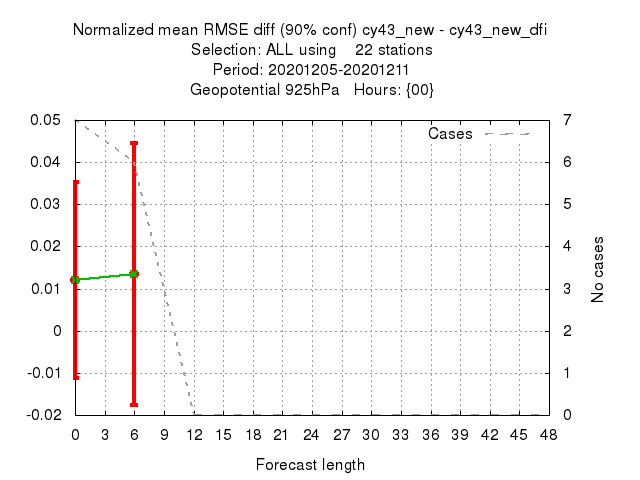 Normalized mean RMSE diff (90% conf) cy43_new - cy43_new_dfi
Selection: ALL using    22 stations
Period: 20201205-20201211
Geopotential 925hPa   Hours: {00}
Cases
0.05
0.04
0.03
0.02
0.01
0
-0.01
-0.02
7
6
5
4
3
2
1
0
No cases
0 3 6 9 12 15 18 21 24 27 30 33 36 39 42 45 48
Forecast length